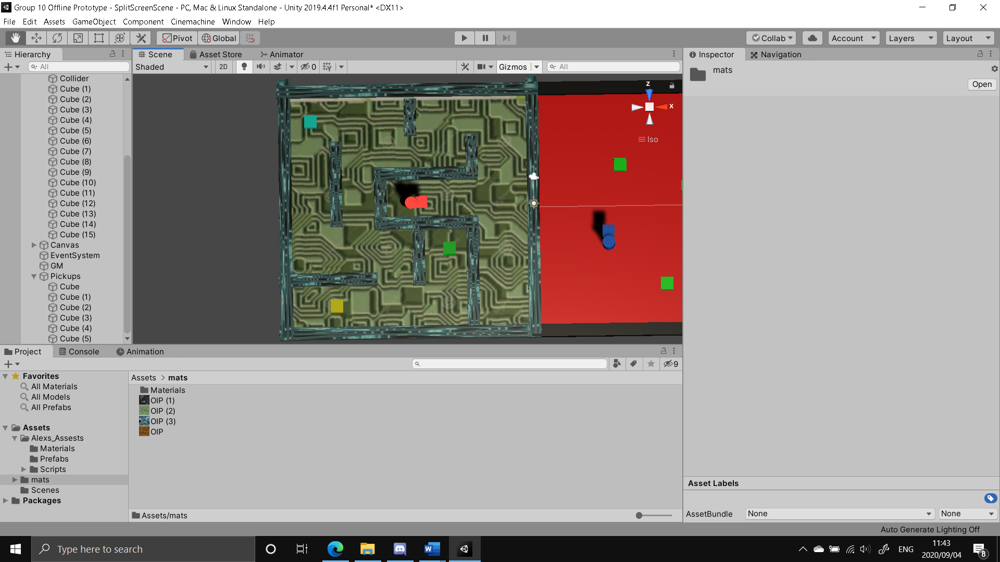 Group 10 Offline Prototype - SplitScreenScene - PC, Mac & Linux Standalone - Unity 2019.4.4f1 Personal* <DX11>
File Edit Assets GameObject Component Cinemachine Window Help
Pivot Global Collab Account Layers Layout
Hierarchy Scene Asset Store Animator Inspector Navigation
All Shaded 2D 0 Gizmos All mats
Open
Collider
Cube (1)
Cube (2)
Cube (3)
Cube (4)
Cube (5)
Cube (6)
Cube (7)
Cube (8)
Cube (9)
Cube (10)
Cube (11)
Cube (12)
Cube (13)
Cube (14)
Cube (15)
Canvas
EventSystem
GM
Pickups
Cube
Cube (1)
Cube (2)
Cube (3)
Cube (4)
Cube (5)
z
x
Iso
Project Console Animation
9
Favorites
All Materials
All Models
All Prefabs
Assets
Alexs_Assests
Materials
Prefabs
Scripts
mats
Scenes
Packages
Assets > mats
Materials
OIP (1)
OIP (2)
OIP (3)
OIP
Assets/mats
Asset Labels
AssetBundle None None
Auto Generate Lighting Off
Type here to search
W
ENG
11:43
2020/09/04
8